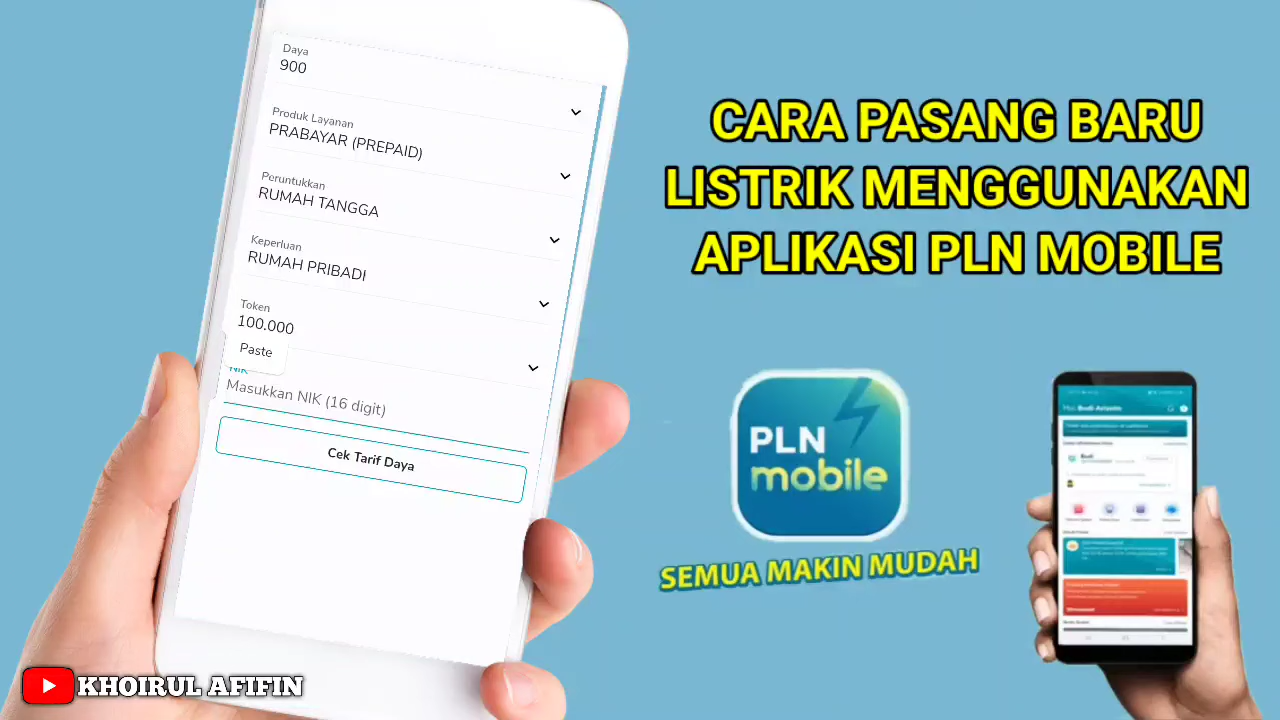 Daya
900
Produk Layanan
PRABAYAR (PREPAID)
Peruntukkan
RUMAH TANGGA
Keperluan
RUMAH PRIBADI
Token
100.000
Paste
NIK
Masukkan NIK (16 digit)
Cek Tarif Daya
CARA PASANG BARU
LISTRIK MENGGUNAKAN
APLIKASI PLN MOBILE
PLN
mobile
SEMUA MAKIN MUDAH
KHOIRUL AFIFIN